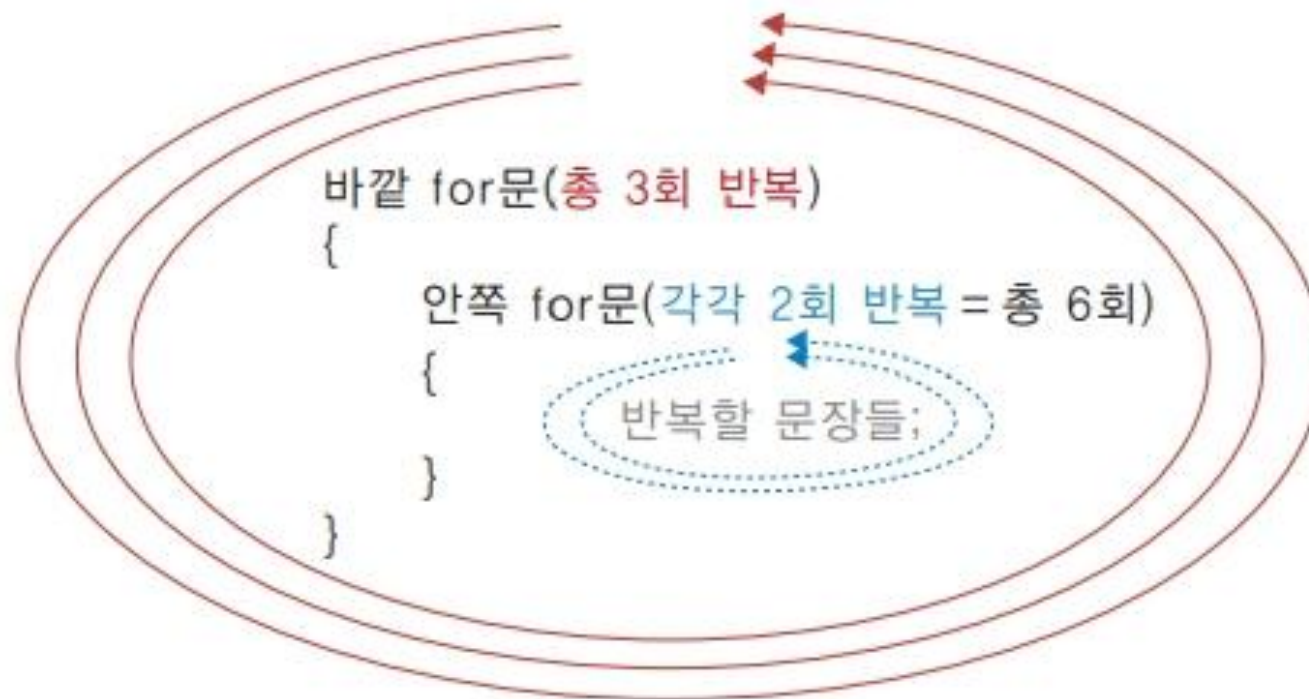 바깥 for문(총 3회 반복)
{
안쪽 for문(각각 2회 반복 = 총 6회)
{
반복할 문장들;
}
}